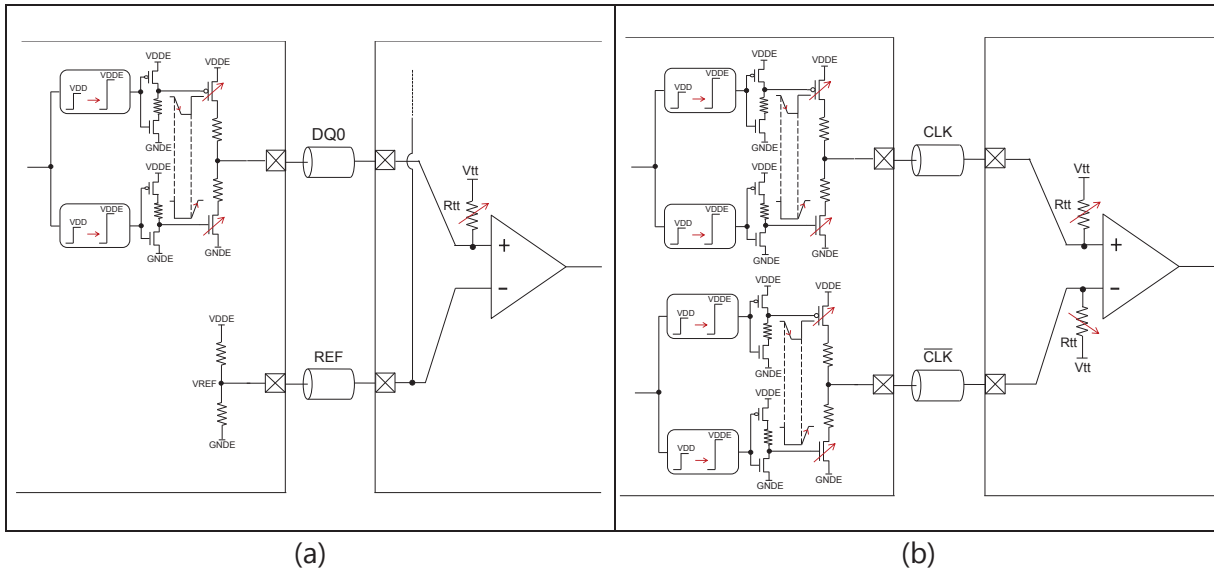 VDDE
VDDE
VDD
VDDE
GNDE
VDDE
VDD
VDDE
GNDE
GNDE
DQ0
Vtt
Rtt
+
−
VDDE
VREF
GNDE
REF
(a)
VDDE
VDDE
VDD
VDDE
GNDE
VDDE
VDD
VDDE
GNDE
GNDE
CLK
Vtt
Rtt
+
−
Rtt
Vtt
VDDE
VDDE
VDD
VDDE
GNDE
VDDE
VDD
VDDE
GNDE
GNDE
C̅L̅K̅
(b)